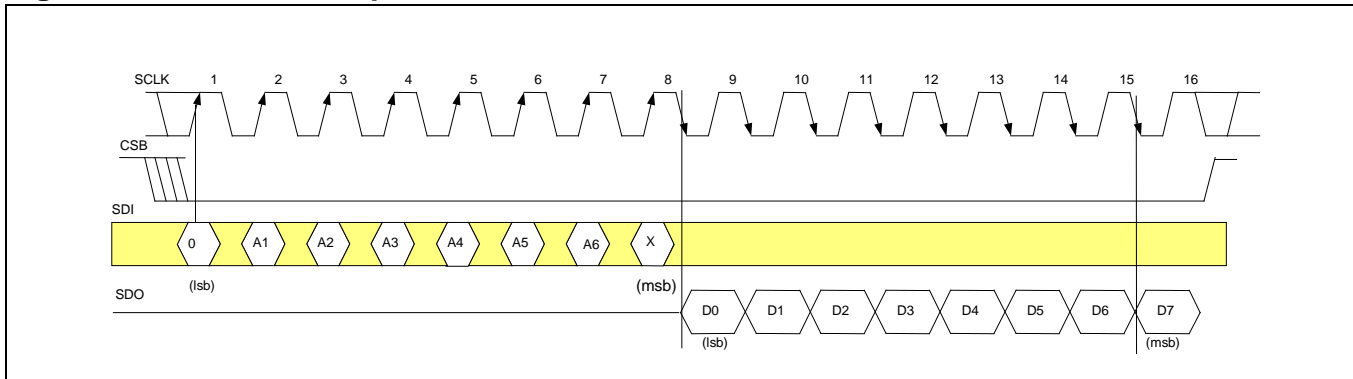 SCLK 1 2 3 4 5 6 7 8 9 10 11 12 13 14 15 16
CSB
SDI
0 A1 A2 A3 A4 A5 A6 X
(lsb) (msb)
SDO
D0 D1 D2 D3 D4 D5 D6 D7
(lsb) (msb)